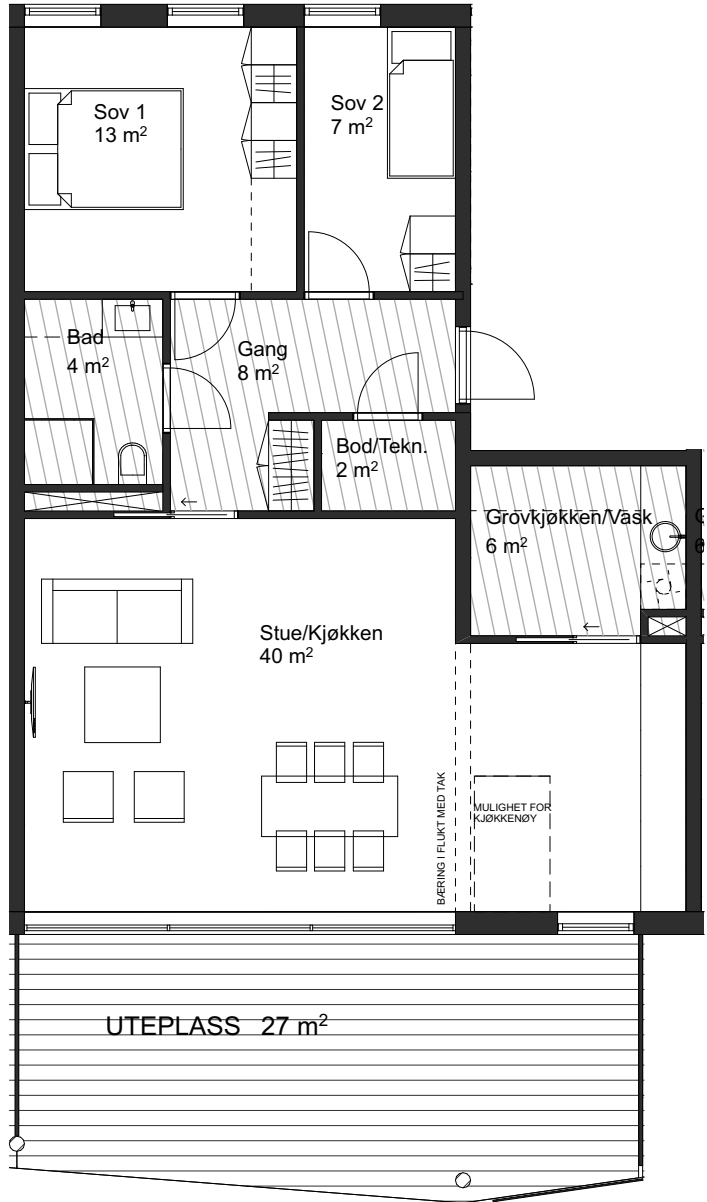 Sov 1
13 m²
Sov 2
7 m²
Bad
4 m²
Gang
8 m²
Bod/Tekn.
2 m²
Grovkjøkken/Vask
6 m²
G
6
Stue/Kjøkken
40 m²
BÆRING I FLUKT MED TAK
MULIGHET FOR
KJØKKENØY
UTEPLASS 27 m²